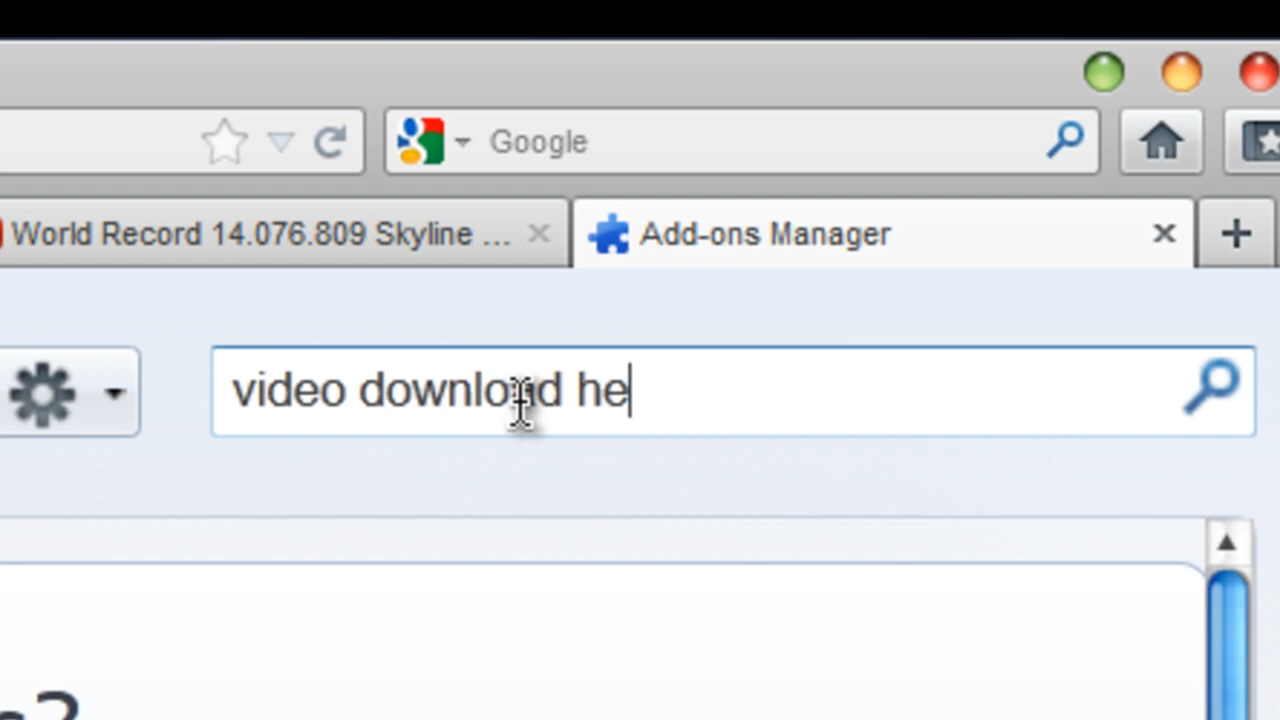 Google
World Record 14.076.809 Skyline ...
Add-ons Manager
video download he
s?